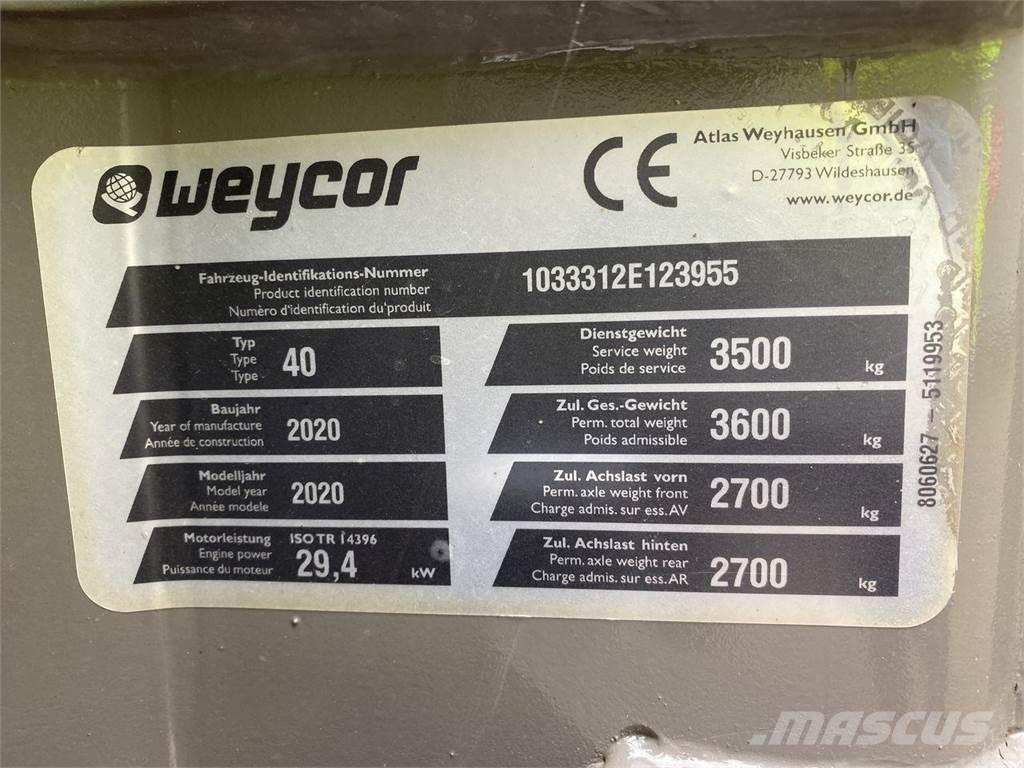 weycor
CE
Atlas Weyhausen GmbH
Visbeker Straße 35
D-27793 Wildeshausen
www.weycor.de
Fahrzeug-Identifikations-Nummer
Product identification number
Numéro d'identification du produit
1033312E123955
Typ
Type
Type
40
Baujahr
Year of manufacture
Année de construction
2020
Modelljahr
Model year
Année modele
2020
Motorleistung ISO TR 14396
Engine power
Puissance du moteur
29,4 kW
Dienstgewicht
Service weight
Poids de service
3500 kg
Zul. Ges.-Gewicht
Perm. total weight
Poids admissible
3600 kg
Zul. Achslast vorn
Perm. axle weight front
Charge admis. sur ess. AV
2700 kg
Zul. Achslast hinten
Perm. axle weight rear
Charge admis. sur ess. AR
2700 kg
8060627 – 5119953
MASCUS